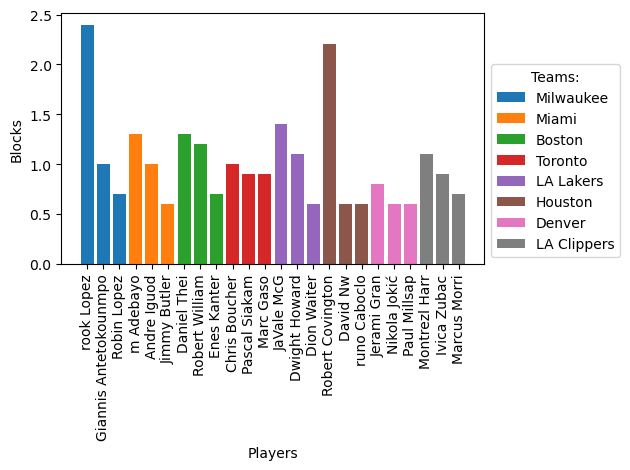 2.5
2.0
1.5
1.0
0.5
0.0
Blocks
rook Lopez
Giannis Antetokounmpo
Robin Lopez
m Adebayo
Andre Iguod
Jimmy Butler
Daniel Thei
Robert William
Enes Kanter
Chris Boucher
Pascal Siakam
Marc Gaso
JaVale McG
Dwight Howard
Dion Waiter
Robert Covington
David Nw
runo Caboclo
Jerami Gran
Nikola Jokić
Paul Millsap
Montrezl Harr
Ivica Zubac
Marcus Morri
Players
Teams:
Milwaukee
Miami
Boston
Toronto
LA Lakers
Houston
Denver
LA Clippers